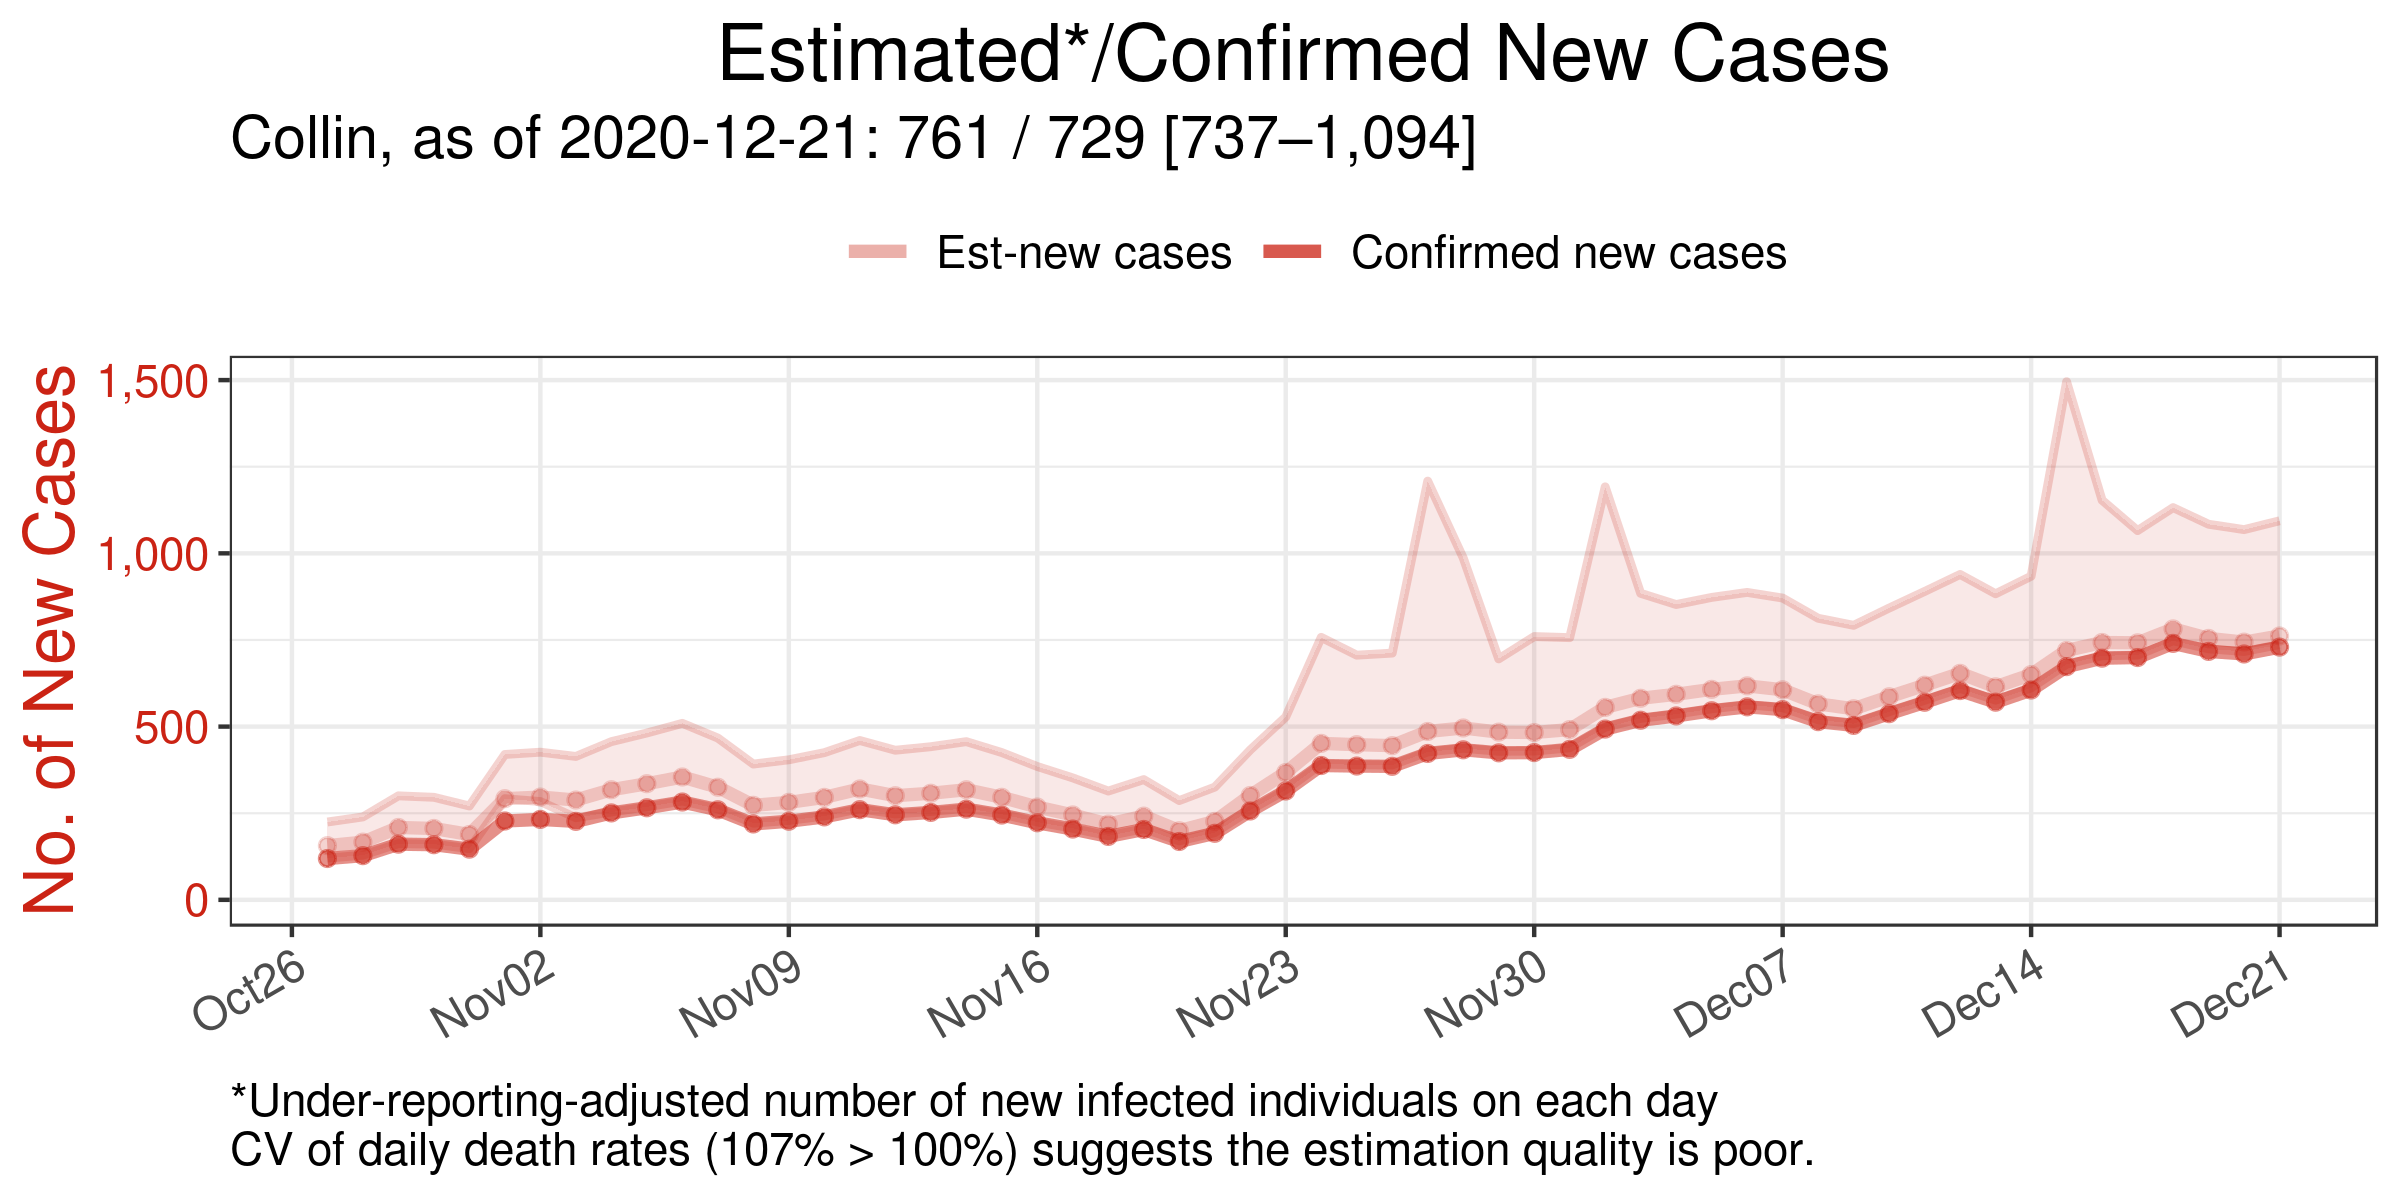 Estimated*/Confirmed New Cases
Collin, as of 2020-12-21: 761 / 729 [737–1,094]
Est-new cases
Confirmed new cases
No. of New Cases
1,500
1,000
500
0
Oct26
Nov02
Nov09
Nov16
Nov23
Nov30
Dec07
Dec14
Dec21
*Under-reporting-adjusted number of new infected individuals on each day
CV of daily death rates (107% > 100%) suggests the estimation quality is poor.